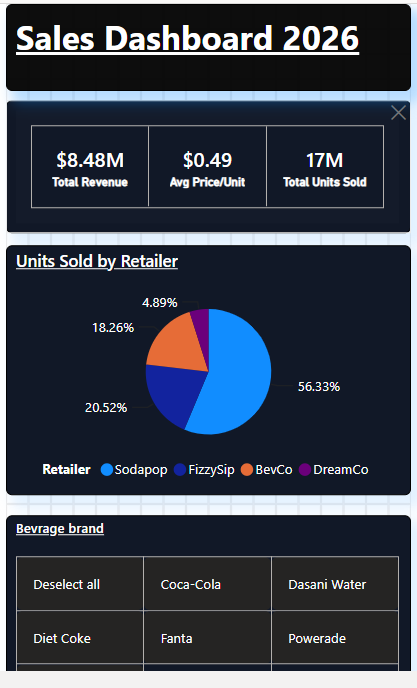 Sales Dashboard 2026
$8.48M $0.49 17M
Total Revenue Avg Price/Unit Total Units Sold
Units Sold by Retailer
4.89%
18.26%
56.33%
20.52%
Retailer Sodapop FizzySip BevCo DreamCo
Bevrage brand
Deselect all Coca-Cola Dasani Water
Diet Coke Fanta Powerade